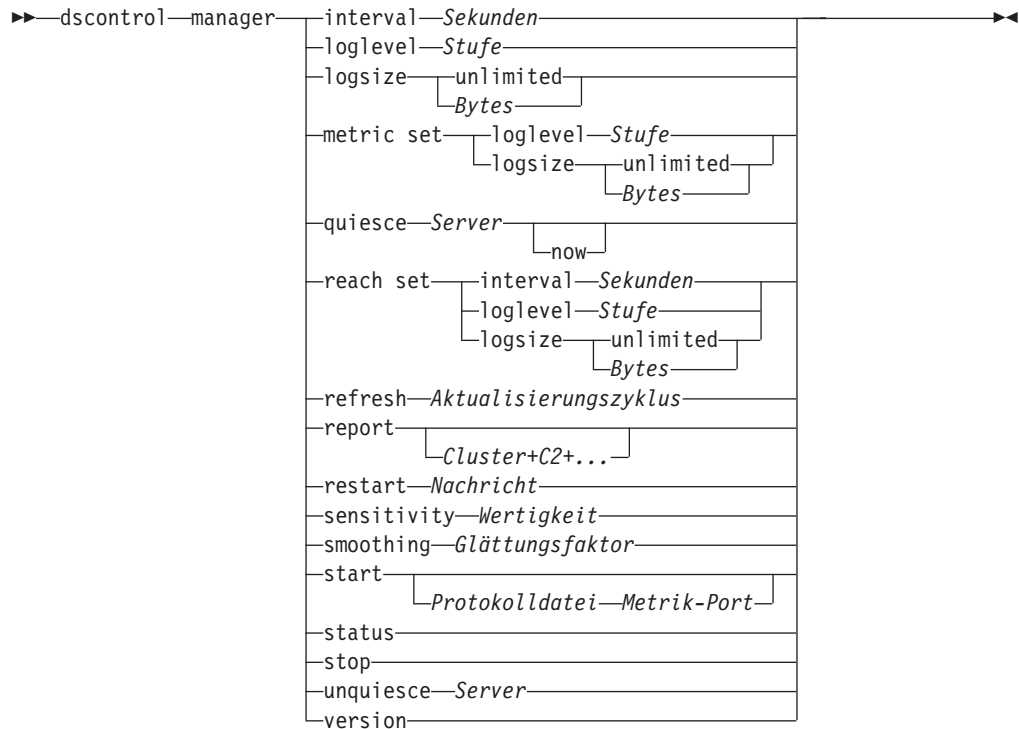 dscontrol manager interval Sekunden
loglevel Stufe
logsize unlimited
Bytes
metric set loglevel Stufe
logsize unlimited
Bytes
quiesce Server
now
reach set interval Sekunden
loglevel Stufe
logsize unlimited
Bytes
refresh Aktualisierungszyklus
report
Cluster+C2+...
restart Nachricht
sensitivity Wertigkeit
smoothing Glättungsfaktor
start
Protokolldatei Metrik-Port
status
stop
unquiesce Server
version